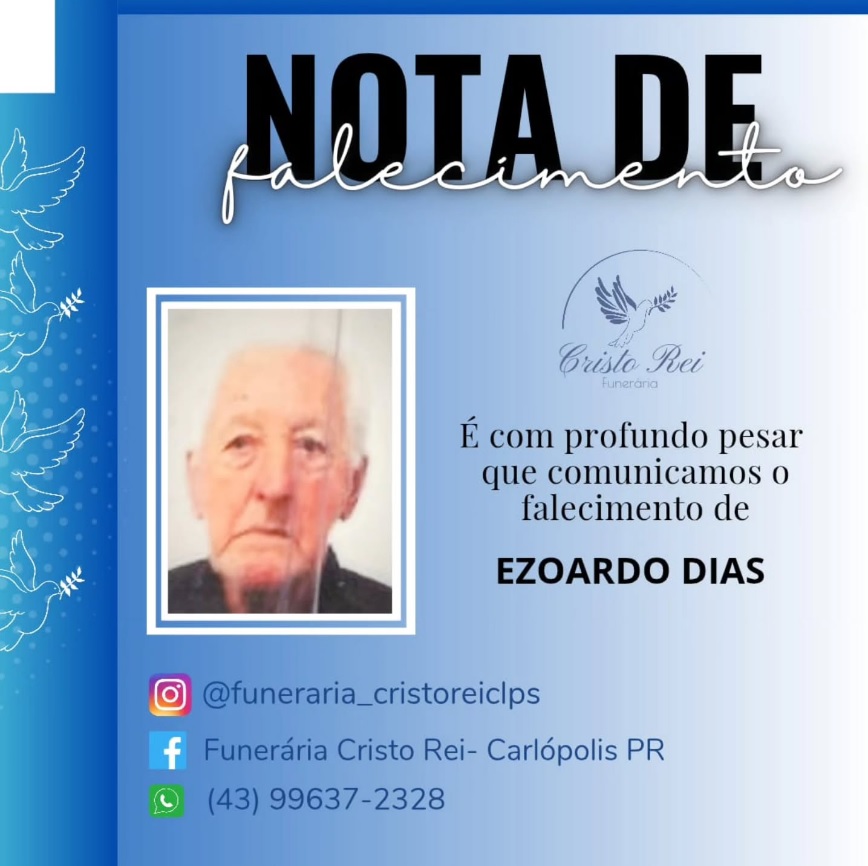 NOTA DE
falecimento
Cristo Rei
Funerária
É com profundo pesar
que comunicamos o
falecimento de
EZOARDO DIAS
@funeraria_cristoreiclps
Funerária Cristo Rei- Carlópolis PR
(43) 99637-2328